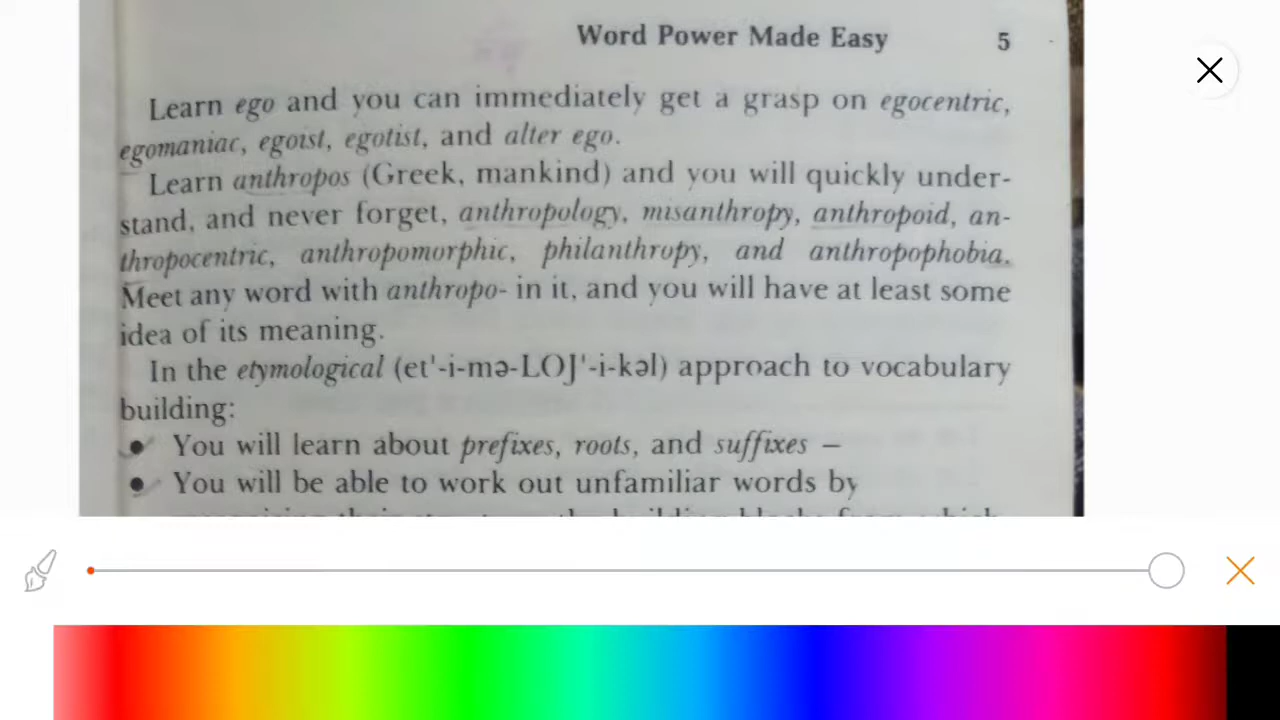 Word Power Made Easy 5
Learn ego and you can immediately get a grasp on egocentric,
egomaniac, egoist, egotist, and alter ego.
Learn anthropos (Greek, mankind) and you will quickly under-
stand, and never forget, anthropology, misanthropy, anthropoid, an-
thropocentric, anthropomorphic, philanthropy, and anthropophobia.
Meet any word with anthropo- in it, and you will have at least some
idea of its meaning.
In the etymological (et'-i-mə-LOJ'-i-kəl) approach to vocabulary
building:
● You will learn about prefixes, roots, and suffixes —
● You will be able to work out unfamiliar words by